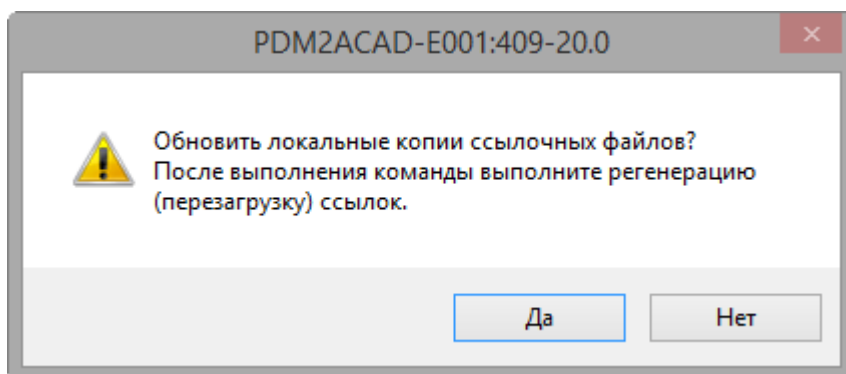 PDM2ACAD-E001:409-20.0
Обновить локальные копии ссылочных файлов?
После выполнения команды выполните регенерацию
(перезагрузку) ссылок.
Да
Нет